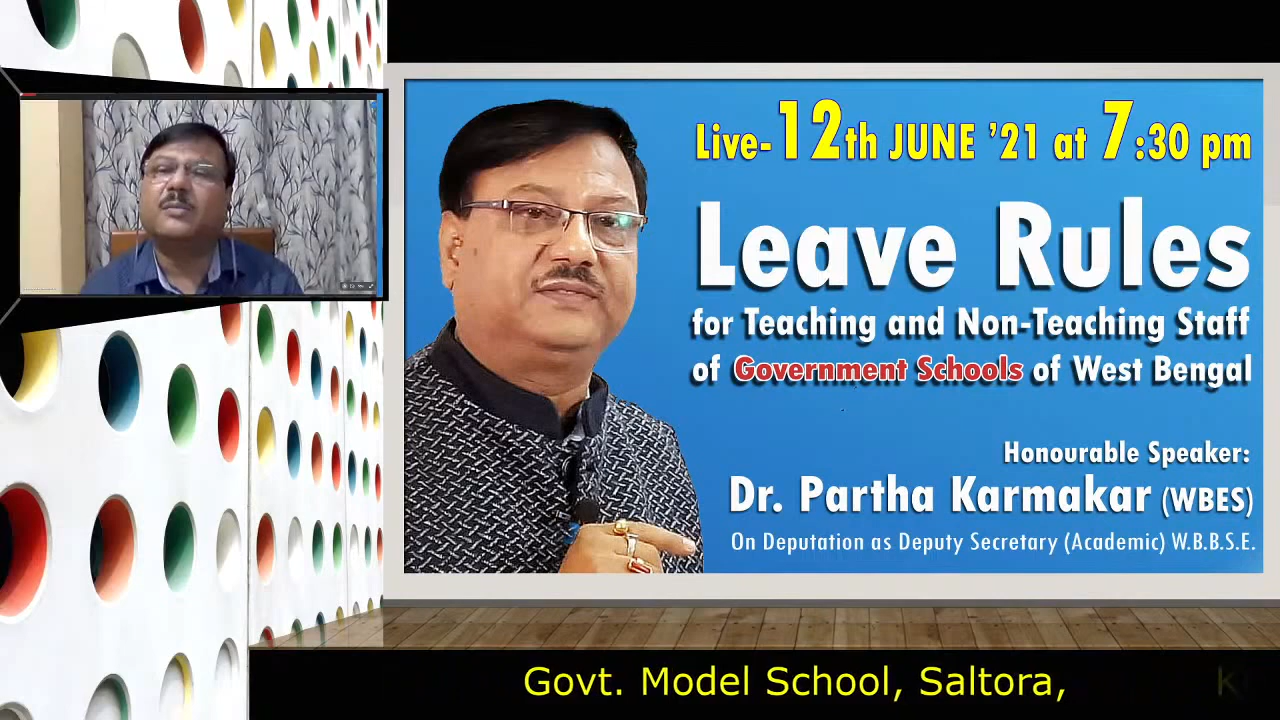 Live- 12th JUNE ’21 at 7:30 pm
Leave Rules
for Teaching and Non-Teaching Staff
of Government Schools of West Bengal
Honourable Speaker:
Dr. Partha Karmakar (WBES)
On Deputation as Deputy Secretary (Academic) W.B.B.S.E.
Govt. Model School, Saltora,